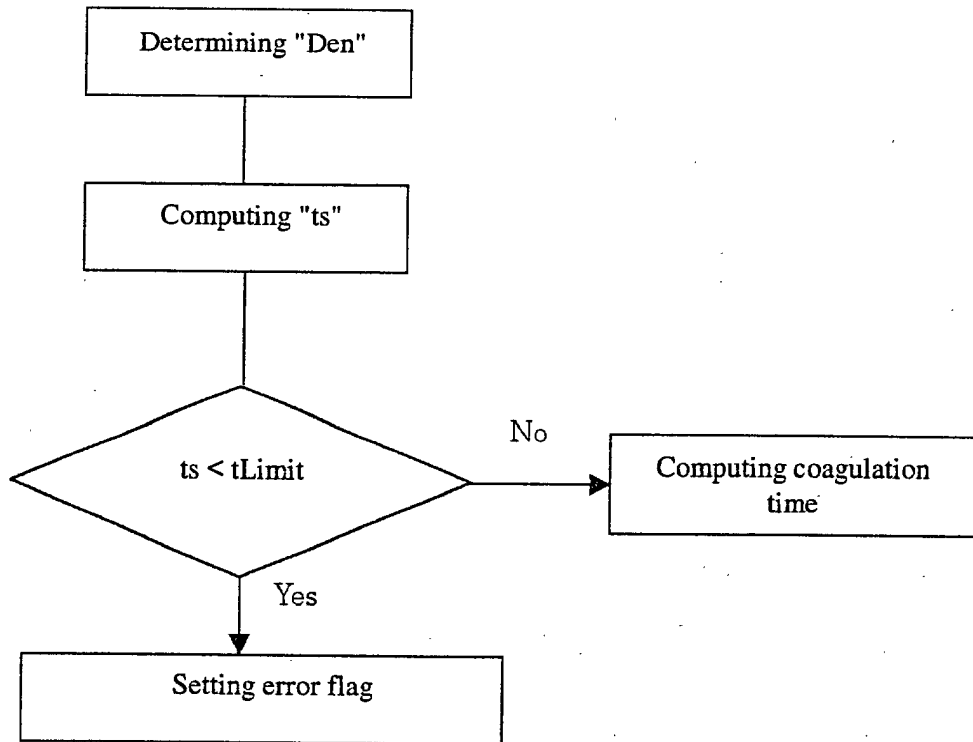 Determining "Den"
Computing "ts"
ts < tLimit
No
Computing coagulation
time
Yes
Setting error flag